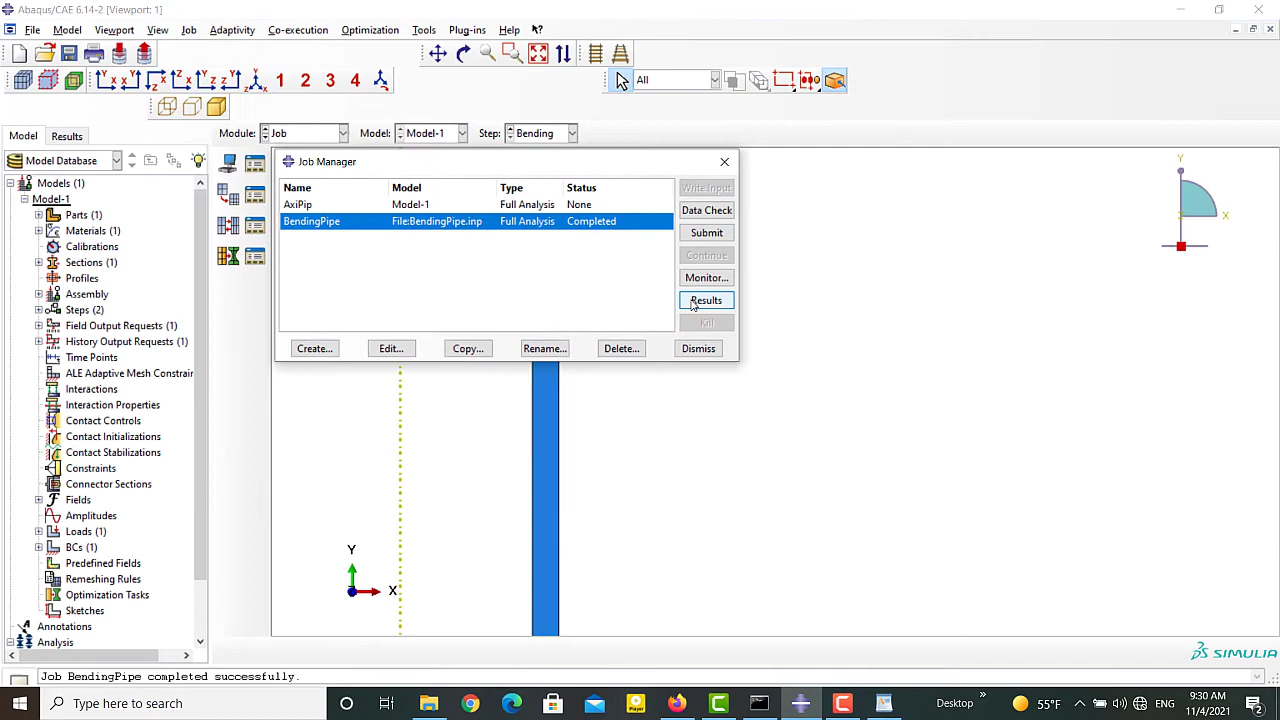 Abaqus/CAE 6.14-2 [Viewport: 1]
File Model Viewport View Job Adaptivity Co-execution Optimization Tools Plug-ins Help
All
1 2 3 4
Model Results Module: Job Model: Model-1 Step: Bending
Model Database
Models (1)
Model-1
Parts (1)
Materials (1)
Calibrations
Sections (1)
Profiles
Assembly
Steps (2)
Field Output Requests (1)
History Output Requests (1)
Time Points
ALE Adaptive Mesh Constrain
Interactions
Interaction Properties
Contact Controls
Contact Initializations
Contact Stabilizations
Constraints
Connector Sections
Fields
Amplitudes
Loads (1)
BCs (1)
Predefined Fields
Remeshing Rules
Optimization Tasks
Sketches
Annotations
Analysis
Job Manager
Name Model Type Status
AxiPip Model-1 Full Analysis None
BendingPipe File:BendingPipe.inp Full Analysis Completed
Write Input
Data Check
Submit
Continue
Monitor...
Results
Kill
Create... Edit... Copy... Rename... Delete... Dismiss
Y
X
Z
Y
X
SIMULIA
Job BendingPipe completed successfully.
Type here to search
Player
Desktop
55°F
ENG
9:30 AM
11/4/2021